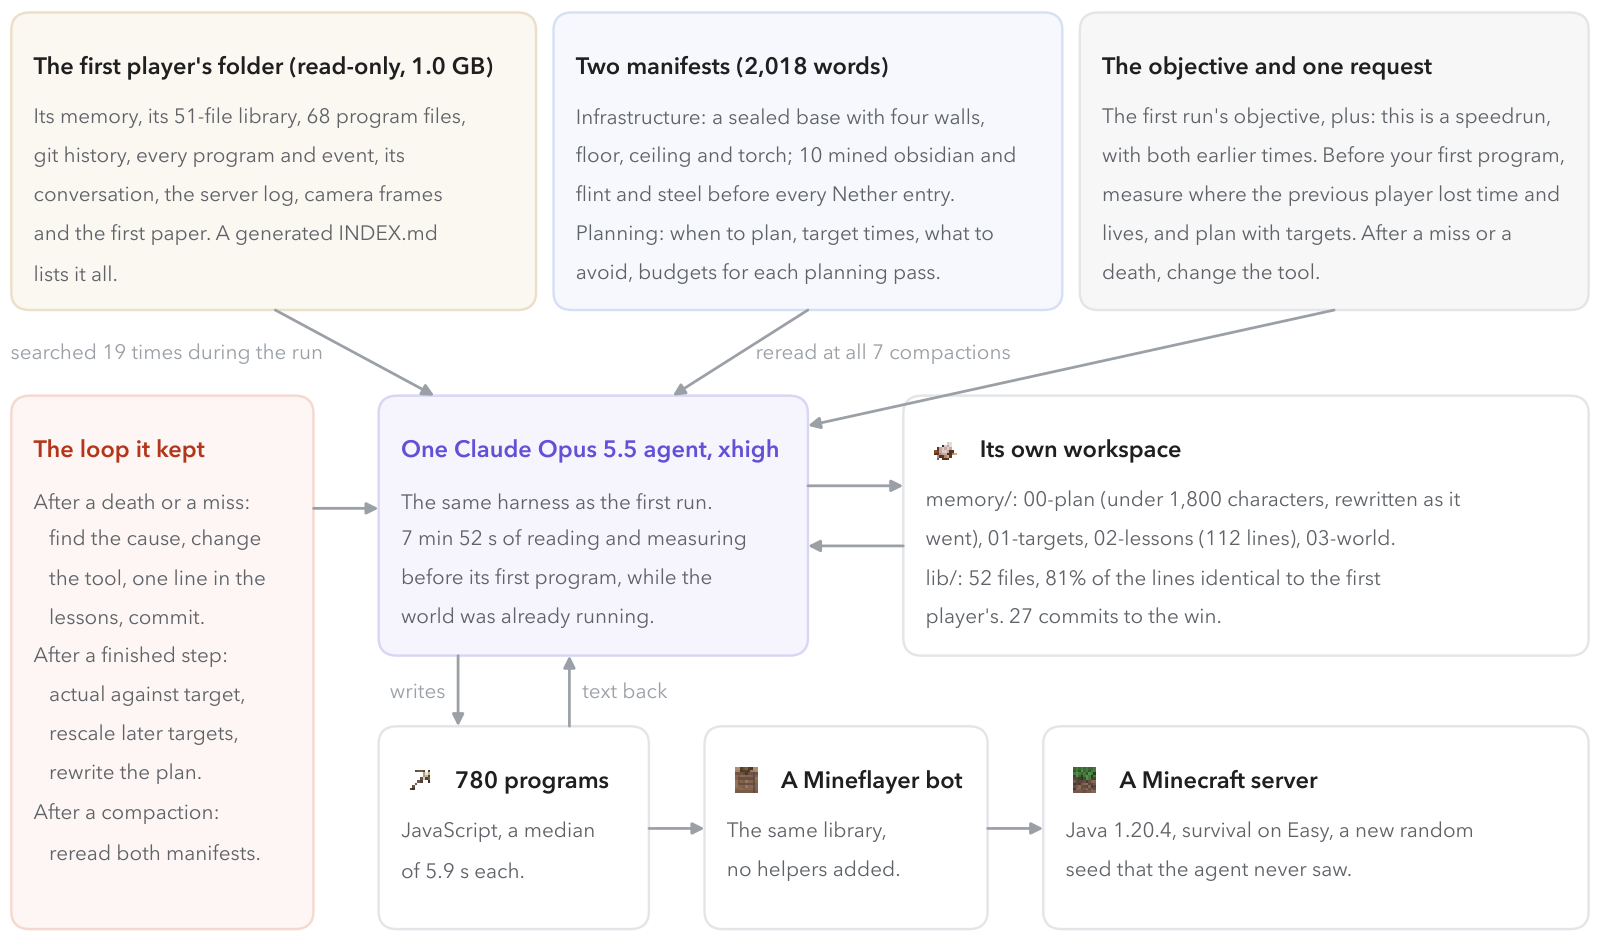 The first player's folder (read-only, 1.0 GB)
Its memory, its 51-file library, 68 program files,
git history, every program and event, its
conversation, the server log, camera frames
and the first paper. A generated INDEX.md
lists it all.
Two manifests (2,018 words)
Infrastructure: a sealed base with four walls,
floor, ceiling and torch; 10 mined obsidian and
flint and steel before every Nether entry.
Planning: when to plan, target times, what to
avoid, budgets for each planning pass.
The objective and one request
The first run's objective, plus: this is a speedrun,
with both earlier times. Before your first program,
measure where the previous player lost time and
lives, and plan with targets. After a miss or a
death, change the tool.
searched 19 times during the run
reread at all 7 compactions
The loop it kept
After a death or a miss:
find the cause, change
the tool, one line in the
lessons, commit.
After a finished step:
actual against target,
rescale later targets,
rewrite the plan.
After a compaction:
reread both manifests.
One Claude Opus 5.5 agent, xhigh
The same harness as the first run.
7 min 52 s of reading and measuring
before its first program, while the
world was already running.
Its own workspace
memory/: 00-plan (under 1,800 characters, rewritten as it
went), 01-targets, 02-lessons (112 lines), 03-world.
lib/: 52 files, 81% of the lines identical to the first
player's. 27 commits to the win.
writes
text back
780 programs
JavaScript, a median
of 5.9 s each.
A Mineflayer bot
The same library,
no helpers added.
A Minecraft server
Java 1.20.4, survival on Easy, a new random
seed that the agent never saw.